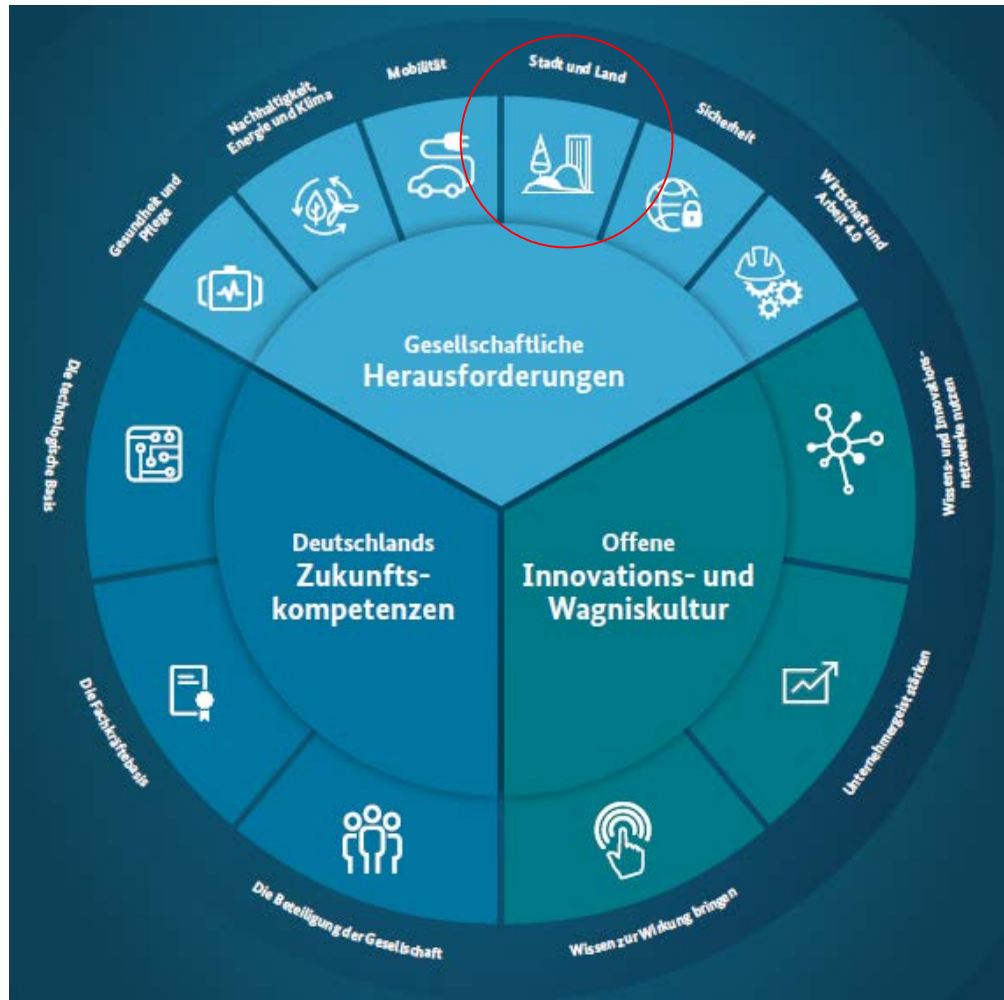 Mobilität
Stadt und Land
Nachhaltigkeit,
Energie und Klima
Sicherheit
Gesundheit und
Pflege
Wirtschaft und
Arbeit 4.0
Gesellschaftliche
Herausforderungen
Die technologische Basis
Wissens- und Innovations-
netzwerke nutzen
Deutschlands
Zukunfts-
kompetenzen
Offene
Innovations- und
Wagniskultur
Die Fachkräftebasis
Unternehmergeist stärken
Die Beteiligung der Gesellschaft
Wissen zur Wirkung bringen